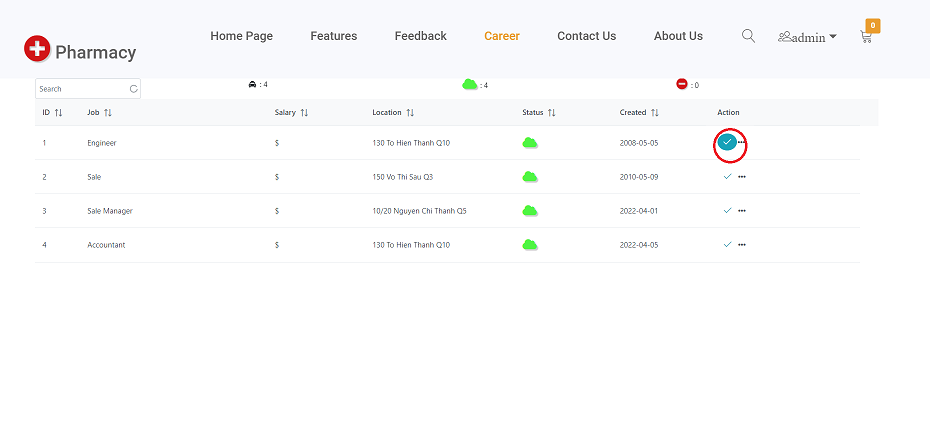 Pharmacy Home Page Features Feedback Career Contact Us About Us admin 0
Search : 4 : 4 : 0
ID Job Salary Location Status Created Action
1 Engineer $ 130 To Hien Thanh Q10 2008-05-05
2 Sale $ 150 Vo Thi Sau Q3 2010-05-09
3 Sale Manager $ 10/20 Nguyen Chi Thanh Q5 2022-04-01
4 Accountant $ 130 To Hien Thanh Q10 2022-04-05